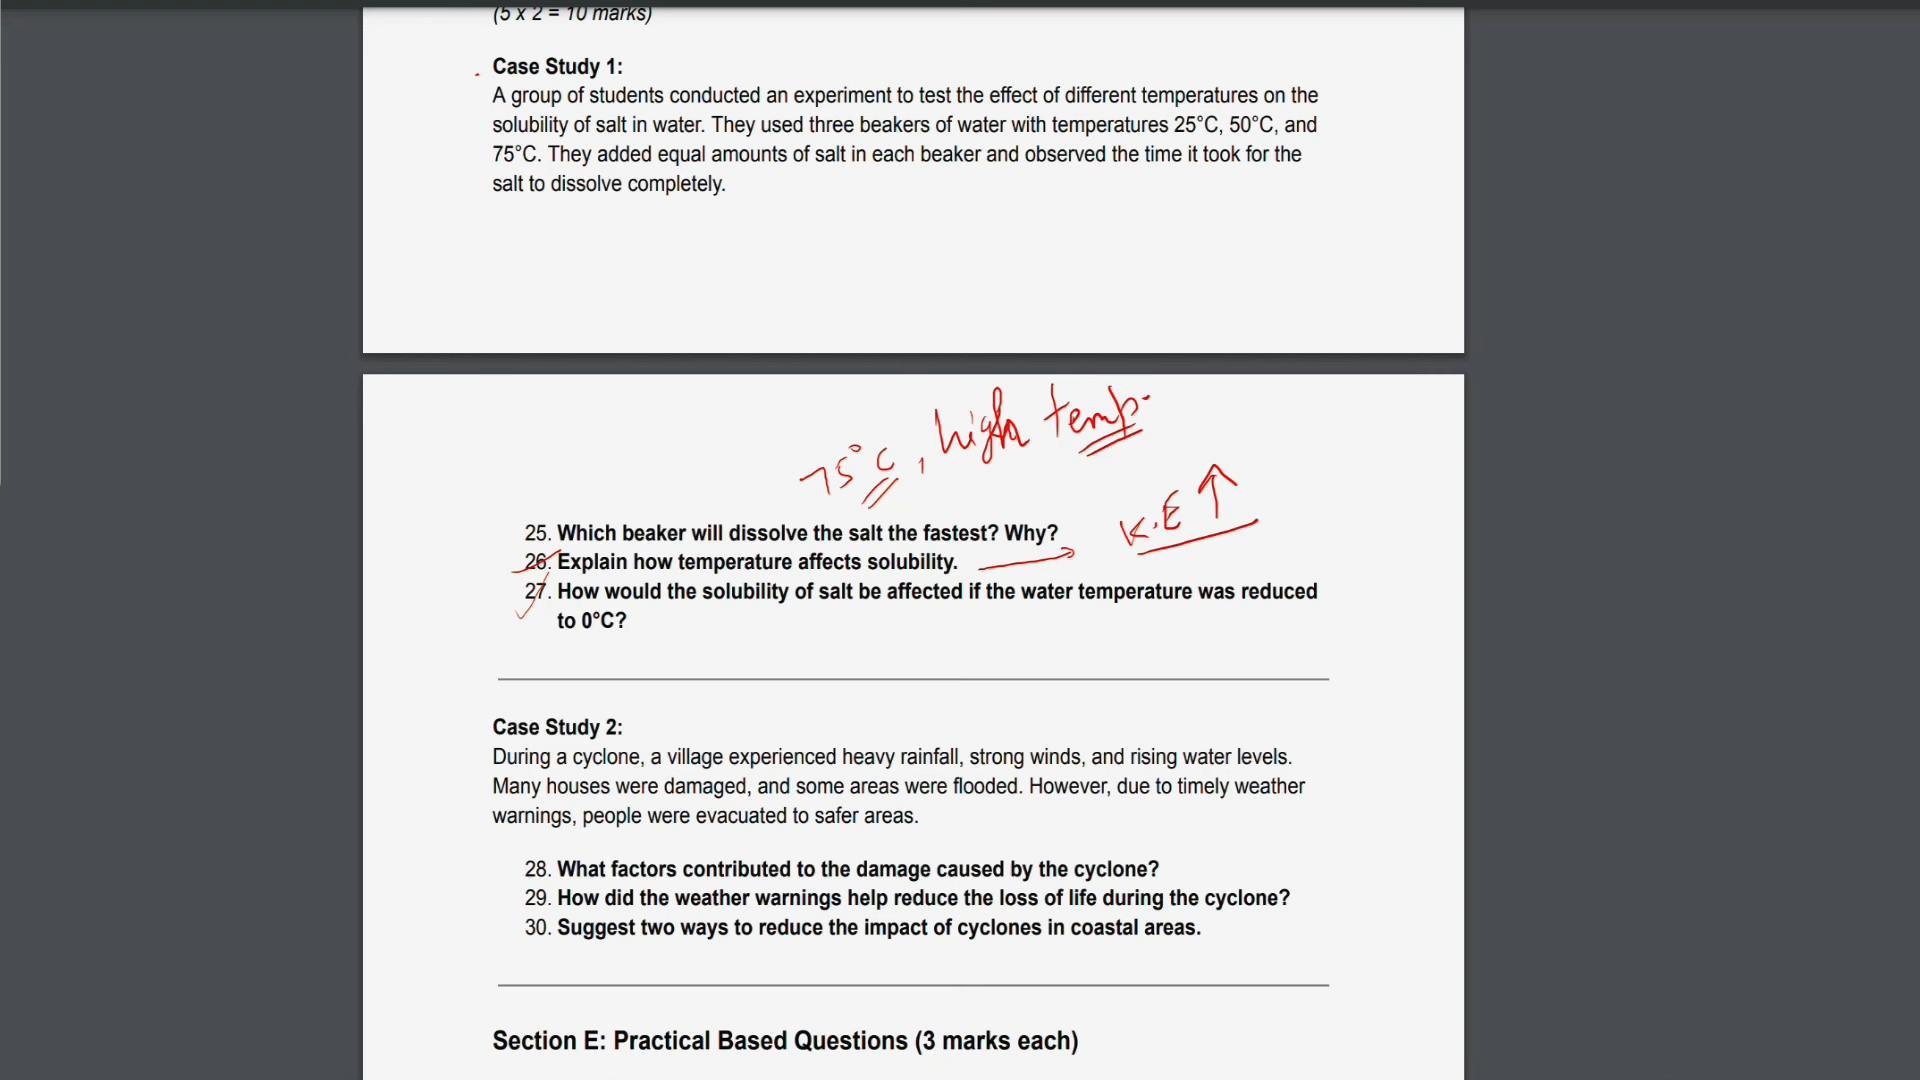 (5 x 2 = 10 marks)
Case Study 1:
A group of students conducted an experiment to test the effect of different temperatures on the
solubility of salt in water. They used three beakers of water with temperatures 25°C, 50°C, and
75°C. They added equal amounts of salt in each beaker and observed the time it took for the
salt to dissolve completely.
75°C, high temp.
K.E ↑
25. Which beaker will dissolve the salt the fastest? Why?
26. Explain how temperature affects solubility.
27. How would the solubility of salt be affected if the water temperature was reduced
to 0°C?
Case Study 2:
During a cyclone, a village experienced heavy rainfall, strong winds, and rising water levels.
Many houses were damaged, and some areas were flooded. However, due to timely weather
warnings, people were evacuated to safer areas.
28. What factors contributed to the damage caused by the cyclone?
29. How did the weather warnings help reduce the loss of life during the cyclone?
30. Suggest two ways to reduce the impact of cyclones in coastal areas.
Section E: Practical Based Questions (3 marks each)